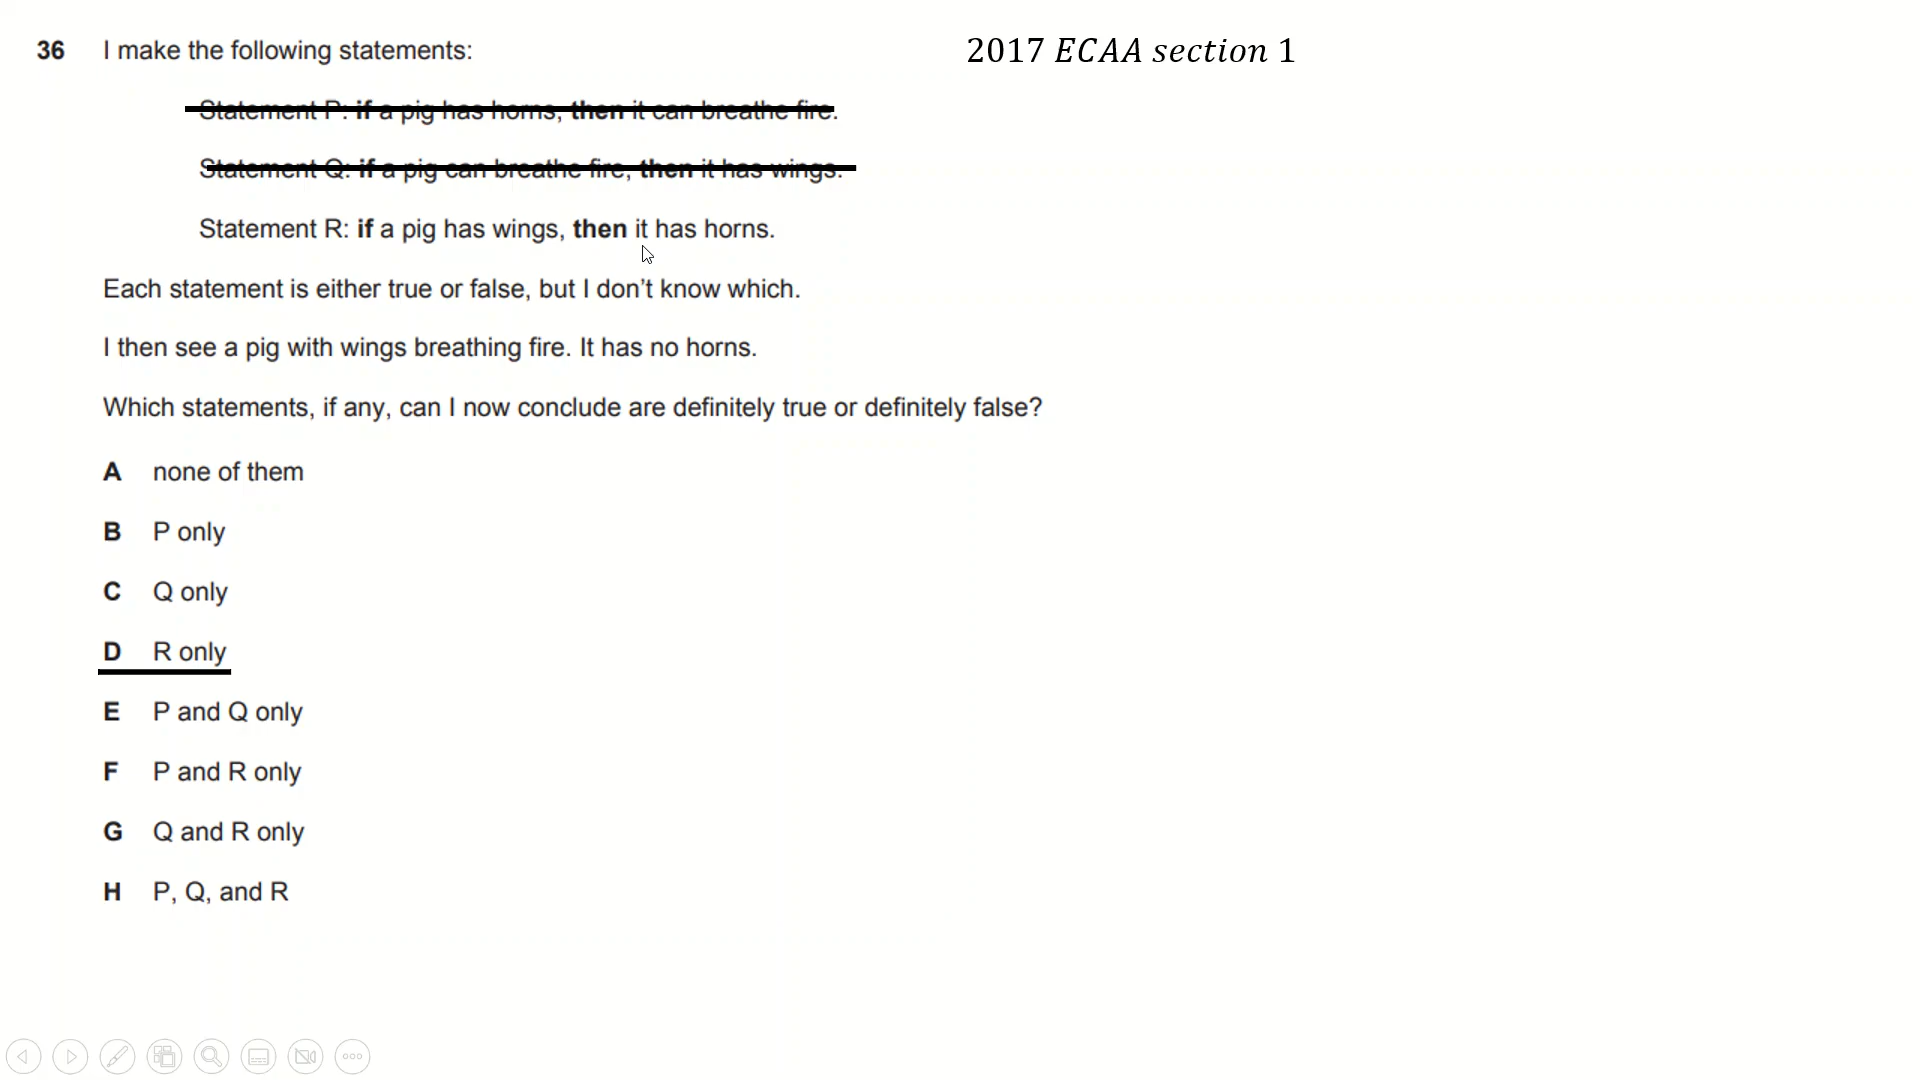 36 I make the following statements:
2017 ECAA section 1
Statement P: if a pig has horns, then it can breathe fire.
Statement Q: if a pig can breathe fire, then it has wings.
Statement R: if a pig has wings, then it has horns.
Each statement is either true or false, but I don’t know which.
I then see a pig with wings breathing fire. It has no horns.
Which statements, if any, can I now conclude are definitely true or definitely false?
A none of them
B P only
C Q only
D R only
E P and Q only
F P and R only
G Q and R only
H P, Q, and R